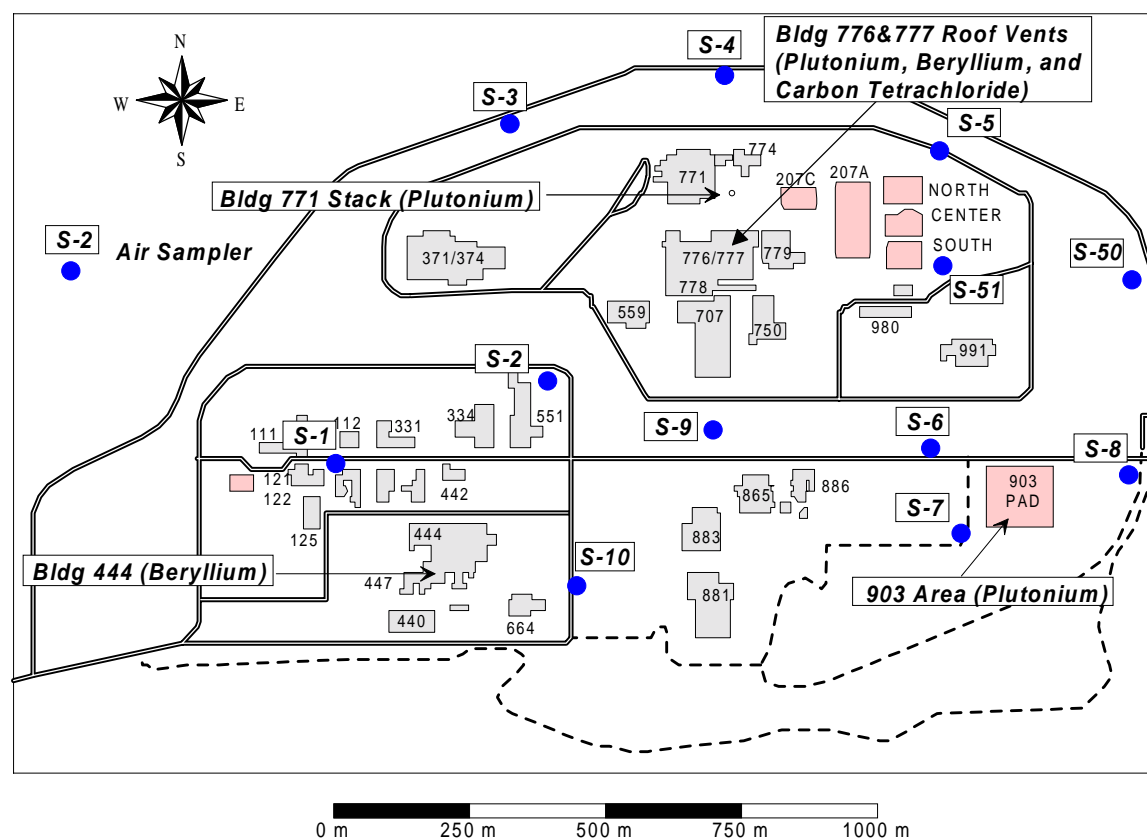 S-4
Bldg 776&777 Roof Vents
(Plutonium, Beryllium, and
Carbon Tetrachloride)
N
W
E
S
S-3
S-5
774
771
207C
207A
NORTH
CENTER
SOUTH
Bldg 771 Stack (Plutonium)
S-2
Air Sampler
371/374
776/777
779
778
S-50
S-51
559
707
750
980
991
S-2
334
551
111
112
331
S-1
S-9
S-6
S-8
121
122
442
865
886
903
PAD
125
444
883
S-7
S-10
Bldg 444 (Beryllium)
447
881
903 Area (Plutonium)
440
664
0 m
250 m
500 m
750 m
1000 m